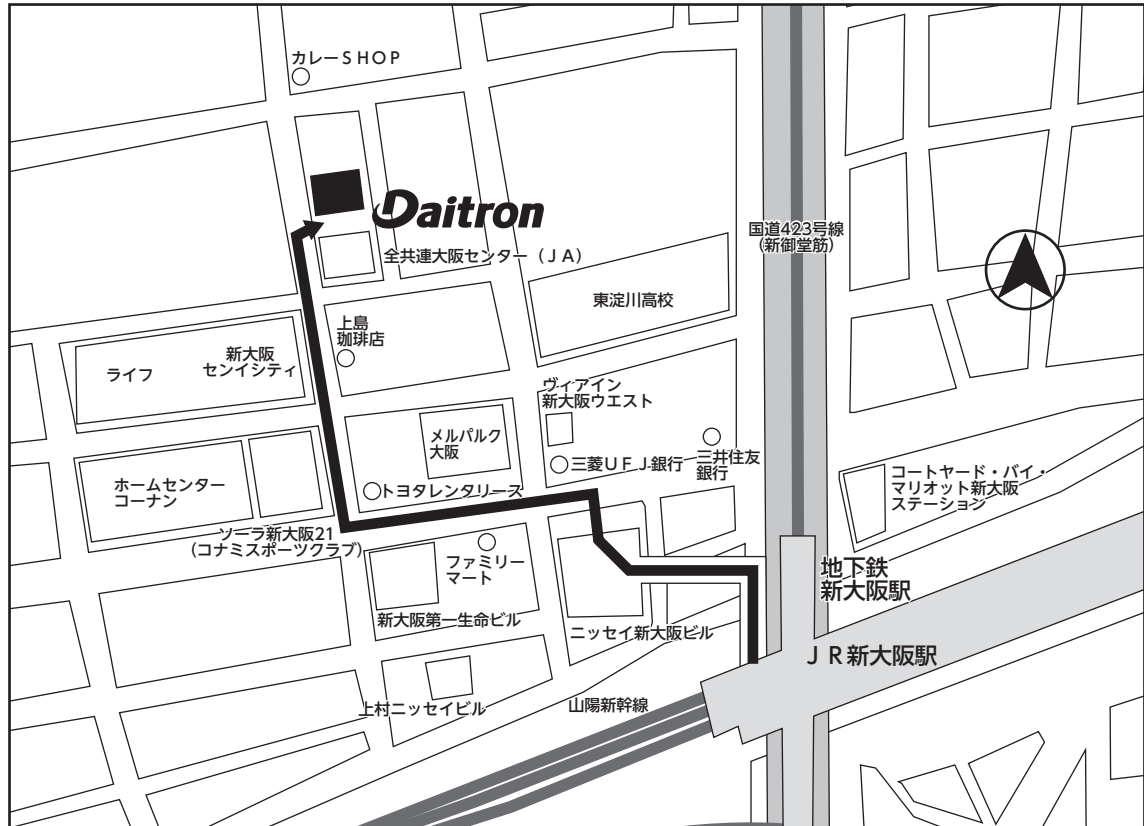 カレーＳＨＯＰ
Daitron
全共連大阪センター（ＪＡ）
国道423号線
（新御堂筋）
東淀川高校
上島
珈琲店
新大阪
センイシティ
ライフ
ヴィアイン
新大阪ウエスト
メルパルク
大阪
三菱ＵＦＪ銀行
三井住友
銀行
コートヤード・バイ・
マリオット新大阪
ステーション
ホームセンター
コーナン
トヨタレンタリース
ソーラ新大阪21
（コナミスポーツクラブ）
ファミリー
マート
地下鉄
新大阪駅
新大阪第一生命ビル
ニッセイ新大阪ビル
ＪＲ新大阪駅
上村ニッセイビル
山陽新幹線